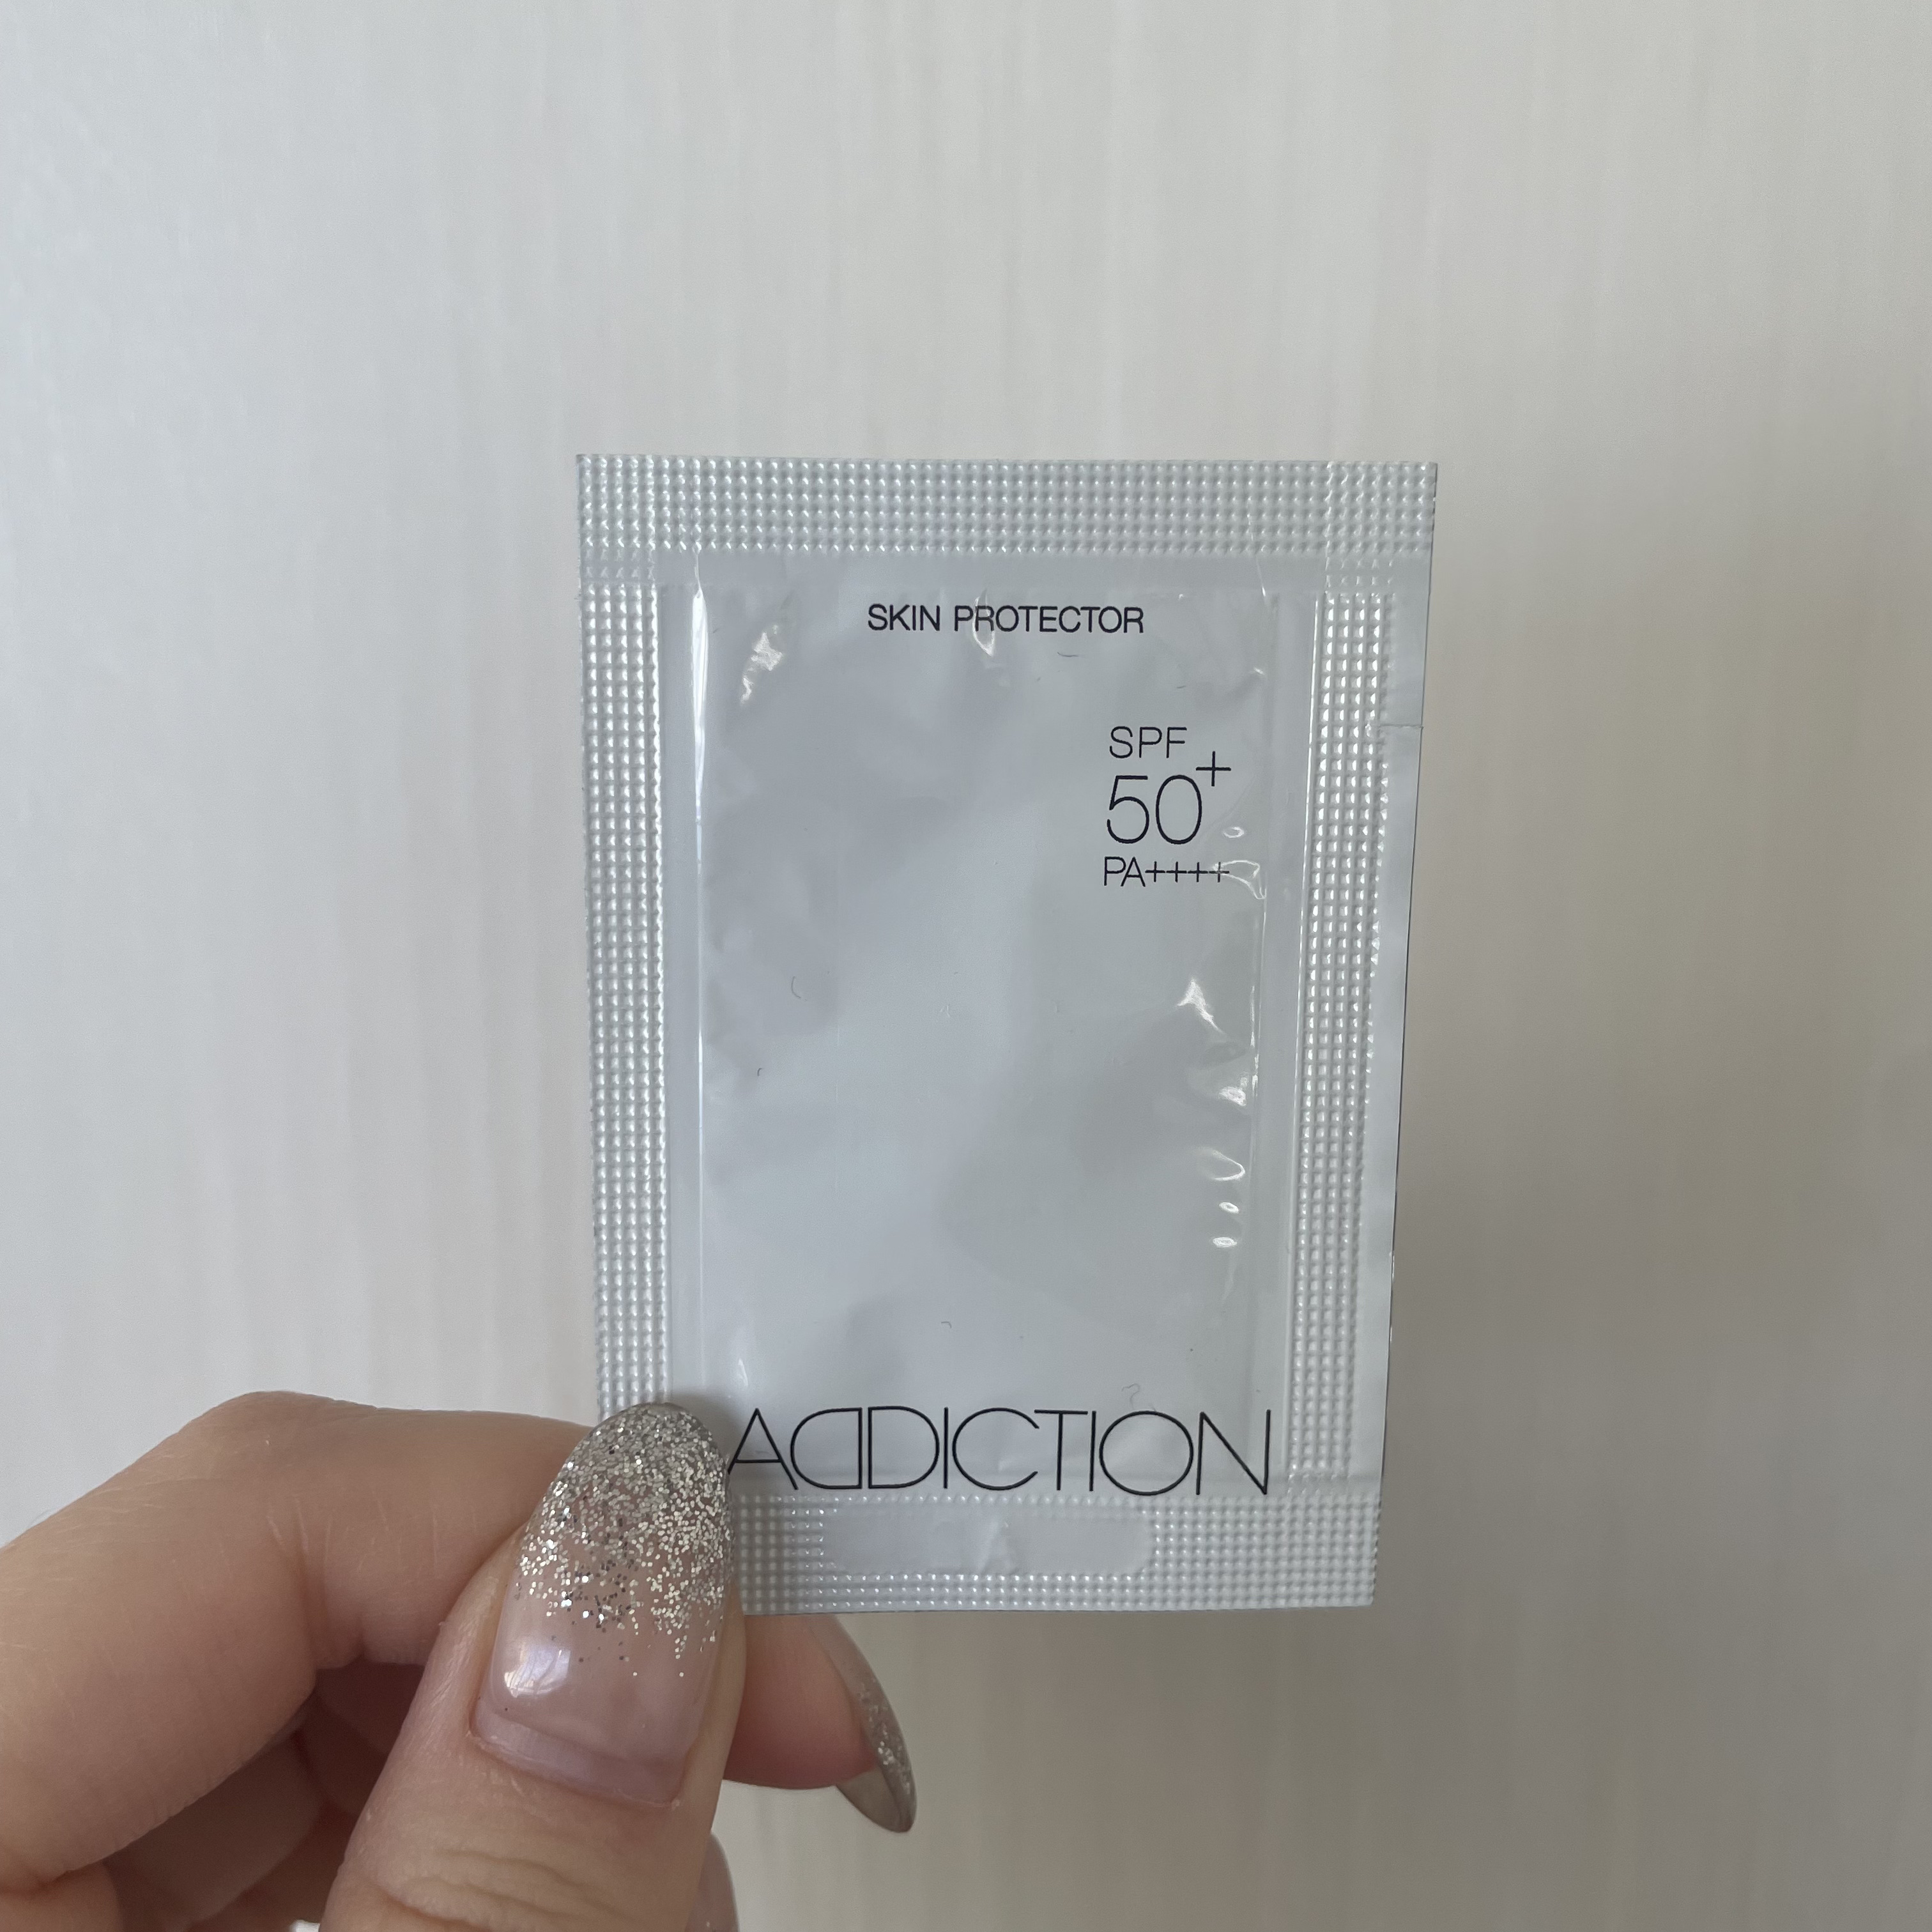 SKIN PROTECTOR
SPF
50+
PA++++
ADDICTION